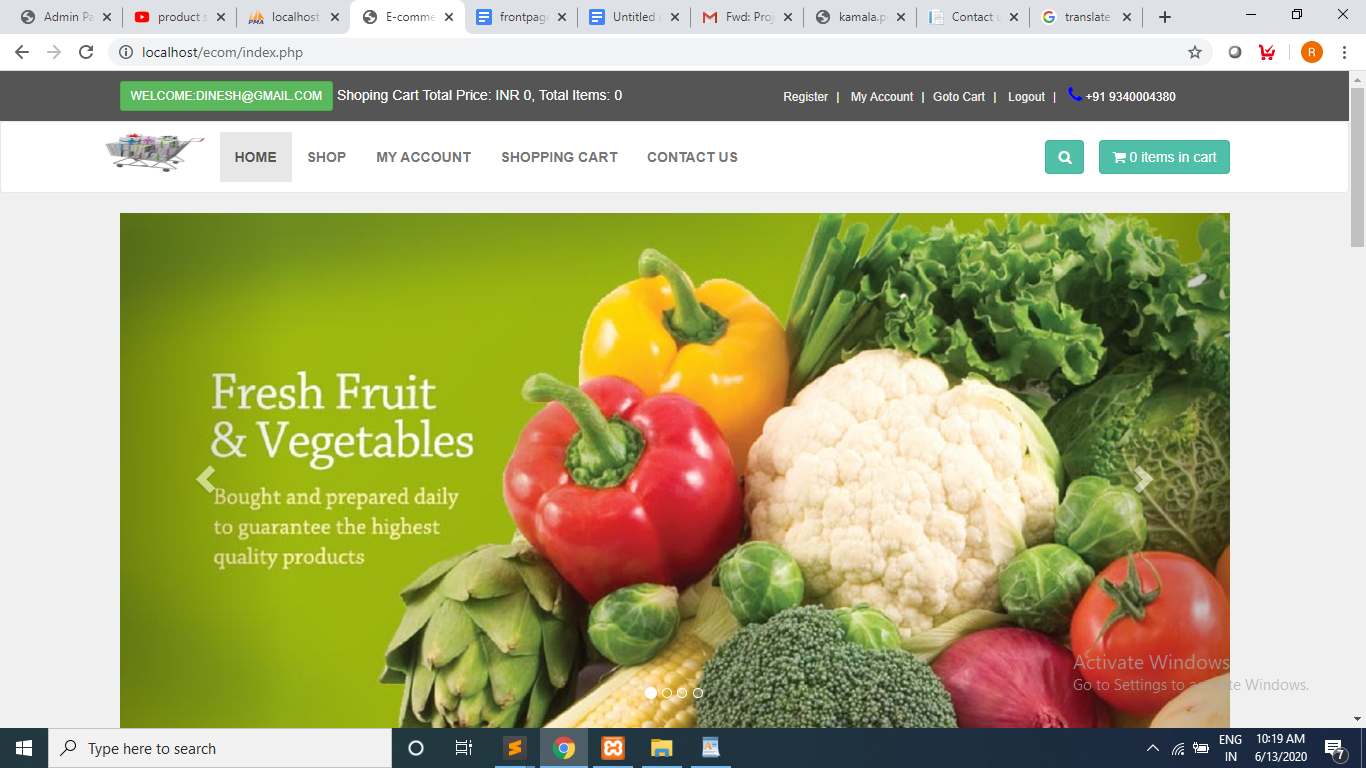 Admin Pa
product s
localhost
E-comme
frontpag
Untitled
Fwd: Pro
kamala.p
Contact u
translate
localhost/ecom/index.php
R
WELCOME:DINESH@GMAIL.COM Shoping Cart Total Price: INR 0, Total Items: 0
Register | My Account | Goto Cart | Logout | +91 9340004380
HOME SHOP MY ACCOUNT SHOPPING CART CONTACT US
0 items in cart
Fresh Fruit
& Vegetables
Bought and prepared daily
to guarantee the highest
quality products
Activate Windows
Go to Settings to activate Windows.
Type here to search
ENG
IN
10:19 AM
6/13/2020
7